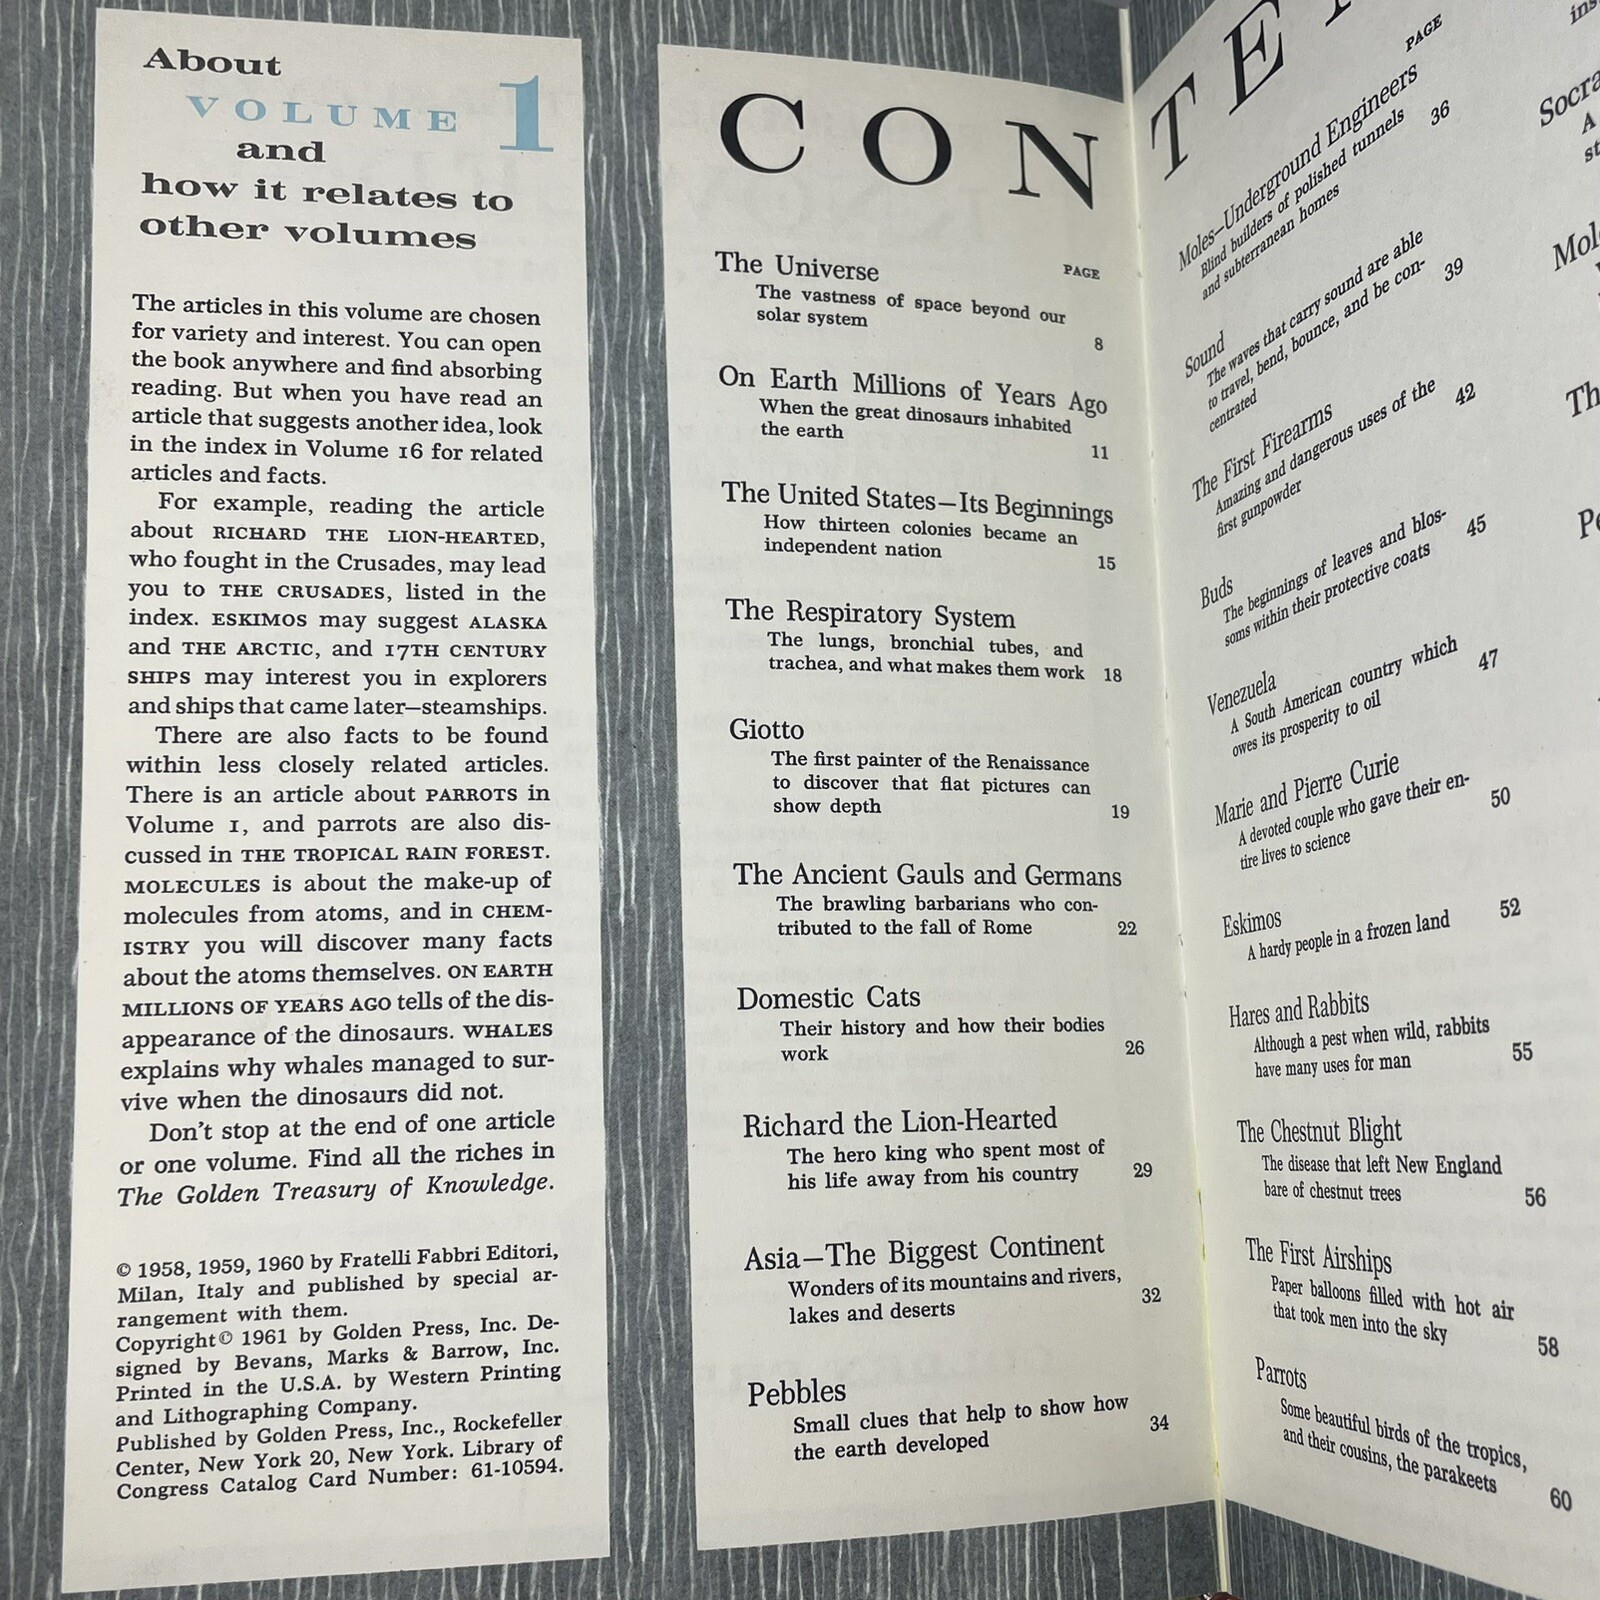 About
VOLUME 1
and
how it relates to
other volumes
The articles in this volume are chosen
for variety and interest. You can open
the book anywhere and find absorbing
reading. But when you have read an
article that suggests another idea, look
in the index in Volume 16 for related
articles and facts.
For example, reading the article
about RICHARD THE LION-HEARTED,
who fought in the Crusades, may lead
you to THE CRUSADES, listed in the
index. ESKIMOS may suggest ALASKA
and THE ARCTIC, and 17TH CENTURY
SHIPS may interest you in explorers
and ships that came later—steamships.
There are also facts to be found
within less closely related articles.
There is an article about PARROTS in
Volume 1, and parrots are also dis-
cussed in THE TROPICAL RAIN FOREST.
MOLECULES is about the make-up of
molecules from atoms, and in CHEM-
ISTRY you will discover many facts
about the atoms themselves. ON EARTH
MILLIONS OF YEARS AGO tells of the dis-
appearance of the dinosaurs. WHALES
explains why whales managed to sur-
vive when the dinosaurs did not.
Don't stop at the end of one article
or one volume. Find all the riches in
The Golden Treasury of Knowledge.
© 1958, 1959, 1960 by Fratelli Fabbri Editori,
Milan, Italy and published by special ar-
rangement with them.
Copyright © 1961 by Golden Press, Inc. De-
signed by Bevans, Marks & Barrow, Inc.
Printed in the U.S.A. by Western Printing
and Lithographing Company.
Published by Golden Press, Inc., Rockefeller
Center, New York 20, New York. Library of
Congress Catalog Card Number: 61-10594.
CON
PAGE
The Universe
The vastness of space beyond our
solar system 8
On Earth Millions of Years Ago
When the great dinosaurs inhabited
the earth 11
The United States—Its Beginnings
How thirteen colonies became an
independent nation 15
The Respiratory System
The lungs, bronchial tubes, and
trachea, and what makes them work 18
Giotto
The first painter of the Renaissance
to discover that flat pictures can
show depth 19
The Ancient Gauls and Germans
The brawling barbarians who con-
tributed to the fall of Rome 22
Domestic Cats
Their history and how their bodies
work 26
Richard the Lion-Hearted
The hero king who spent most of
his life away from his country 29
Asia—The Biggest Continent
Wonders of its mountains and rivers,
lakes and deserts 32
Pebbles
Small clues that help to show how
the earth developed 34
TE
PAGE
Moles—Underground Engineers
Blind builders of polished tunnels 36
and subterranean homes
Sound
The waves that carry sound are able
to travel, bend, bounce, and be con- 39
centrated
The First Firearms
Amazing and dangerous uses of the 42
first gunpowder
Buds
The beginnings of leaves and blos-
soms within their protective coats 45
Venezuela
A South American country which
owes its prosperity to oil 47
Marie and Pierre Curie
A devoted couple who gave their en-
tire lives to science 50
Eskimos
A hardy people in a frozen land 52
Hares and Rabbits
Although a pest when wild, rabbits
have many uses for man 55
The Chestnut Blight
The disease that left New England
bare of chestnut trees 56
The First Airships
Paper balloons filled with hot air
that took men into the sky 58
Parrots
Some beautiful birds of the tropics,
and their cousins, the parakeets 60
ins
Socra
A
st
Mol
Th